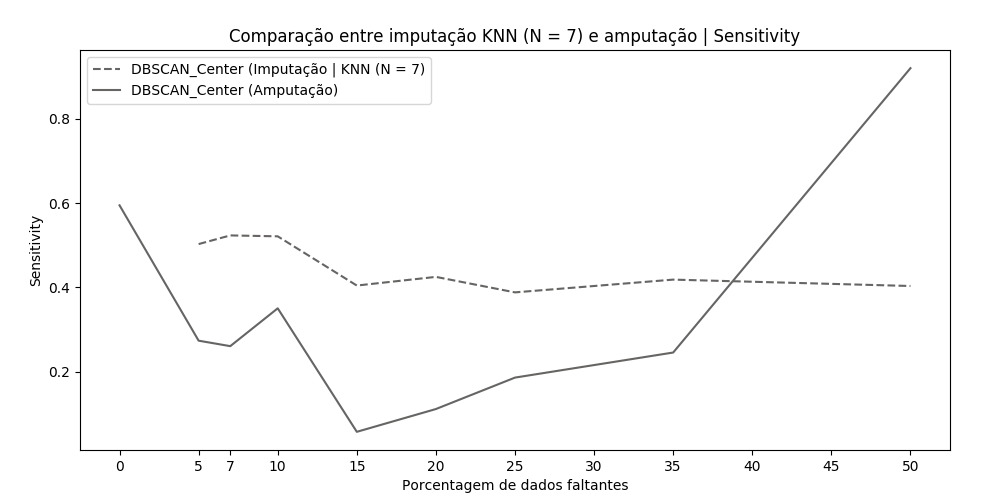 Comparação entre imputação KNN (N = 7) e amputação | Sensitivity
DBSCAN_Center (Imputação | KNN (N = 7)
DBSCAN_Center (Amputação)
Sensitivity
0.8
0.6
0.4
0.2
0 5 7 10 15 20 25 30 35 40 45 50
Porcentagem de dados faltantes